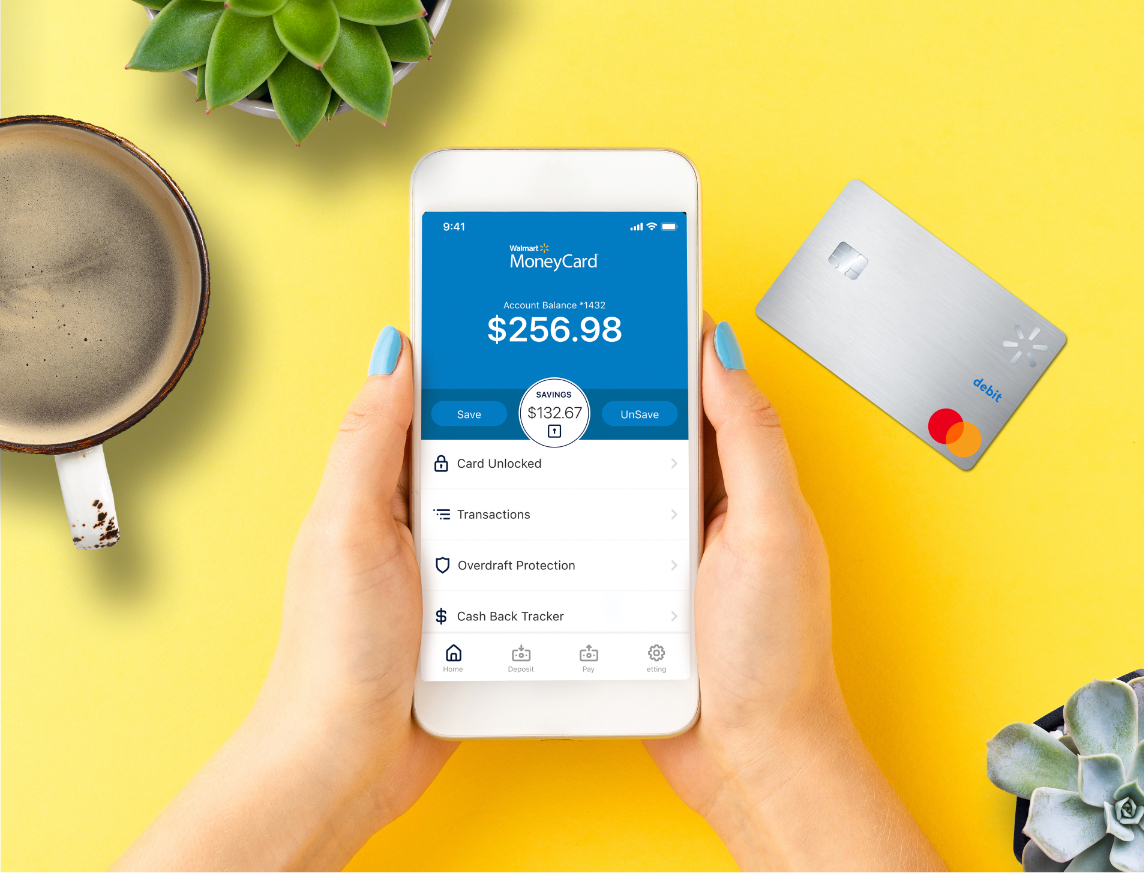 9:41
Walmart
MoneyCard
Account Balance *1432
$256.98
SAVINGS
Save
$132.67
UnSave
Card Unlocked
Transactions
Overdraft Protection
Cash Back Tracker
Home
Deposit
Pay
etting
debit